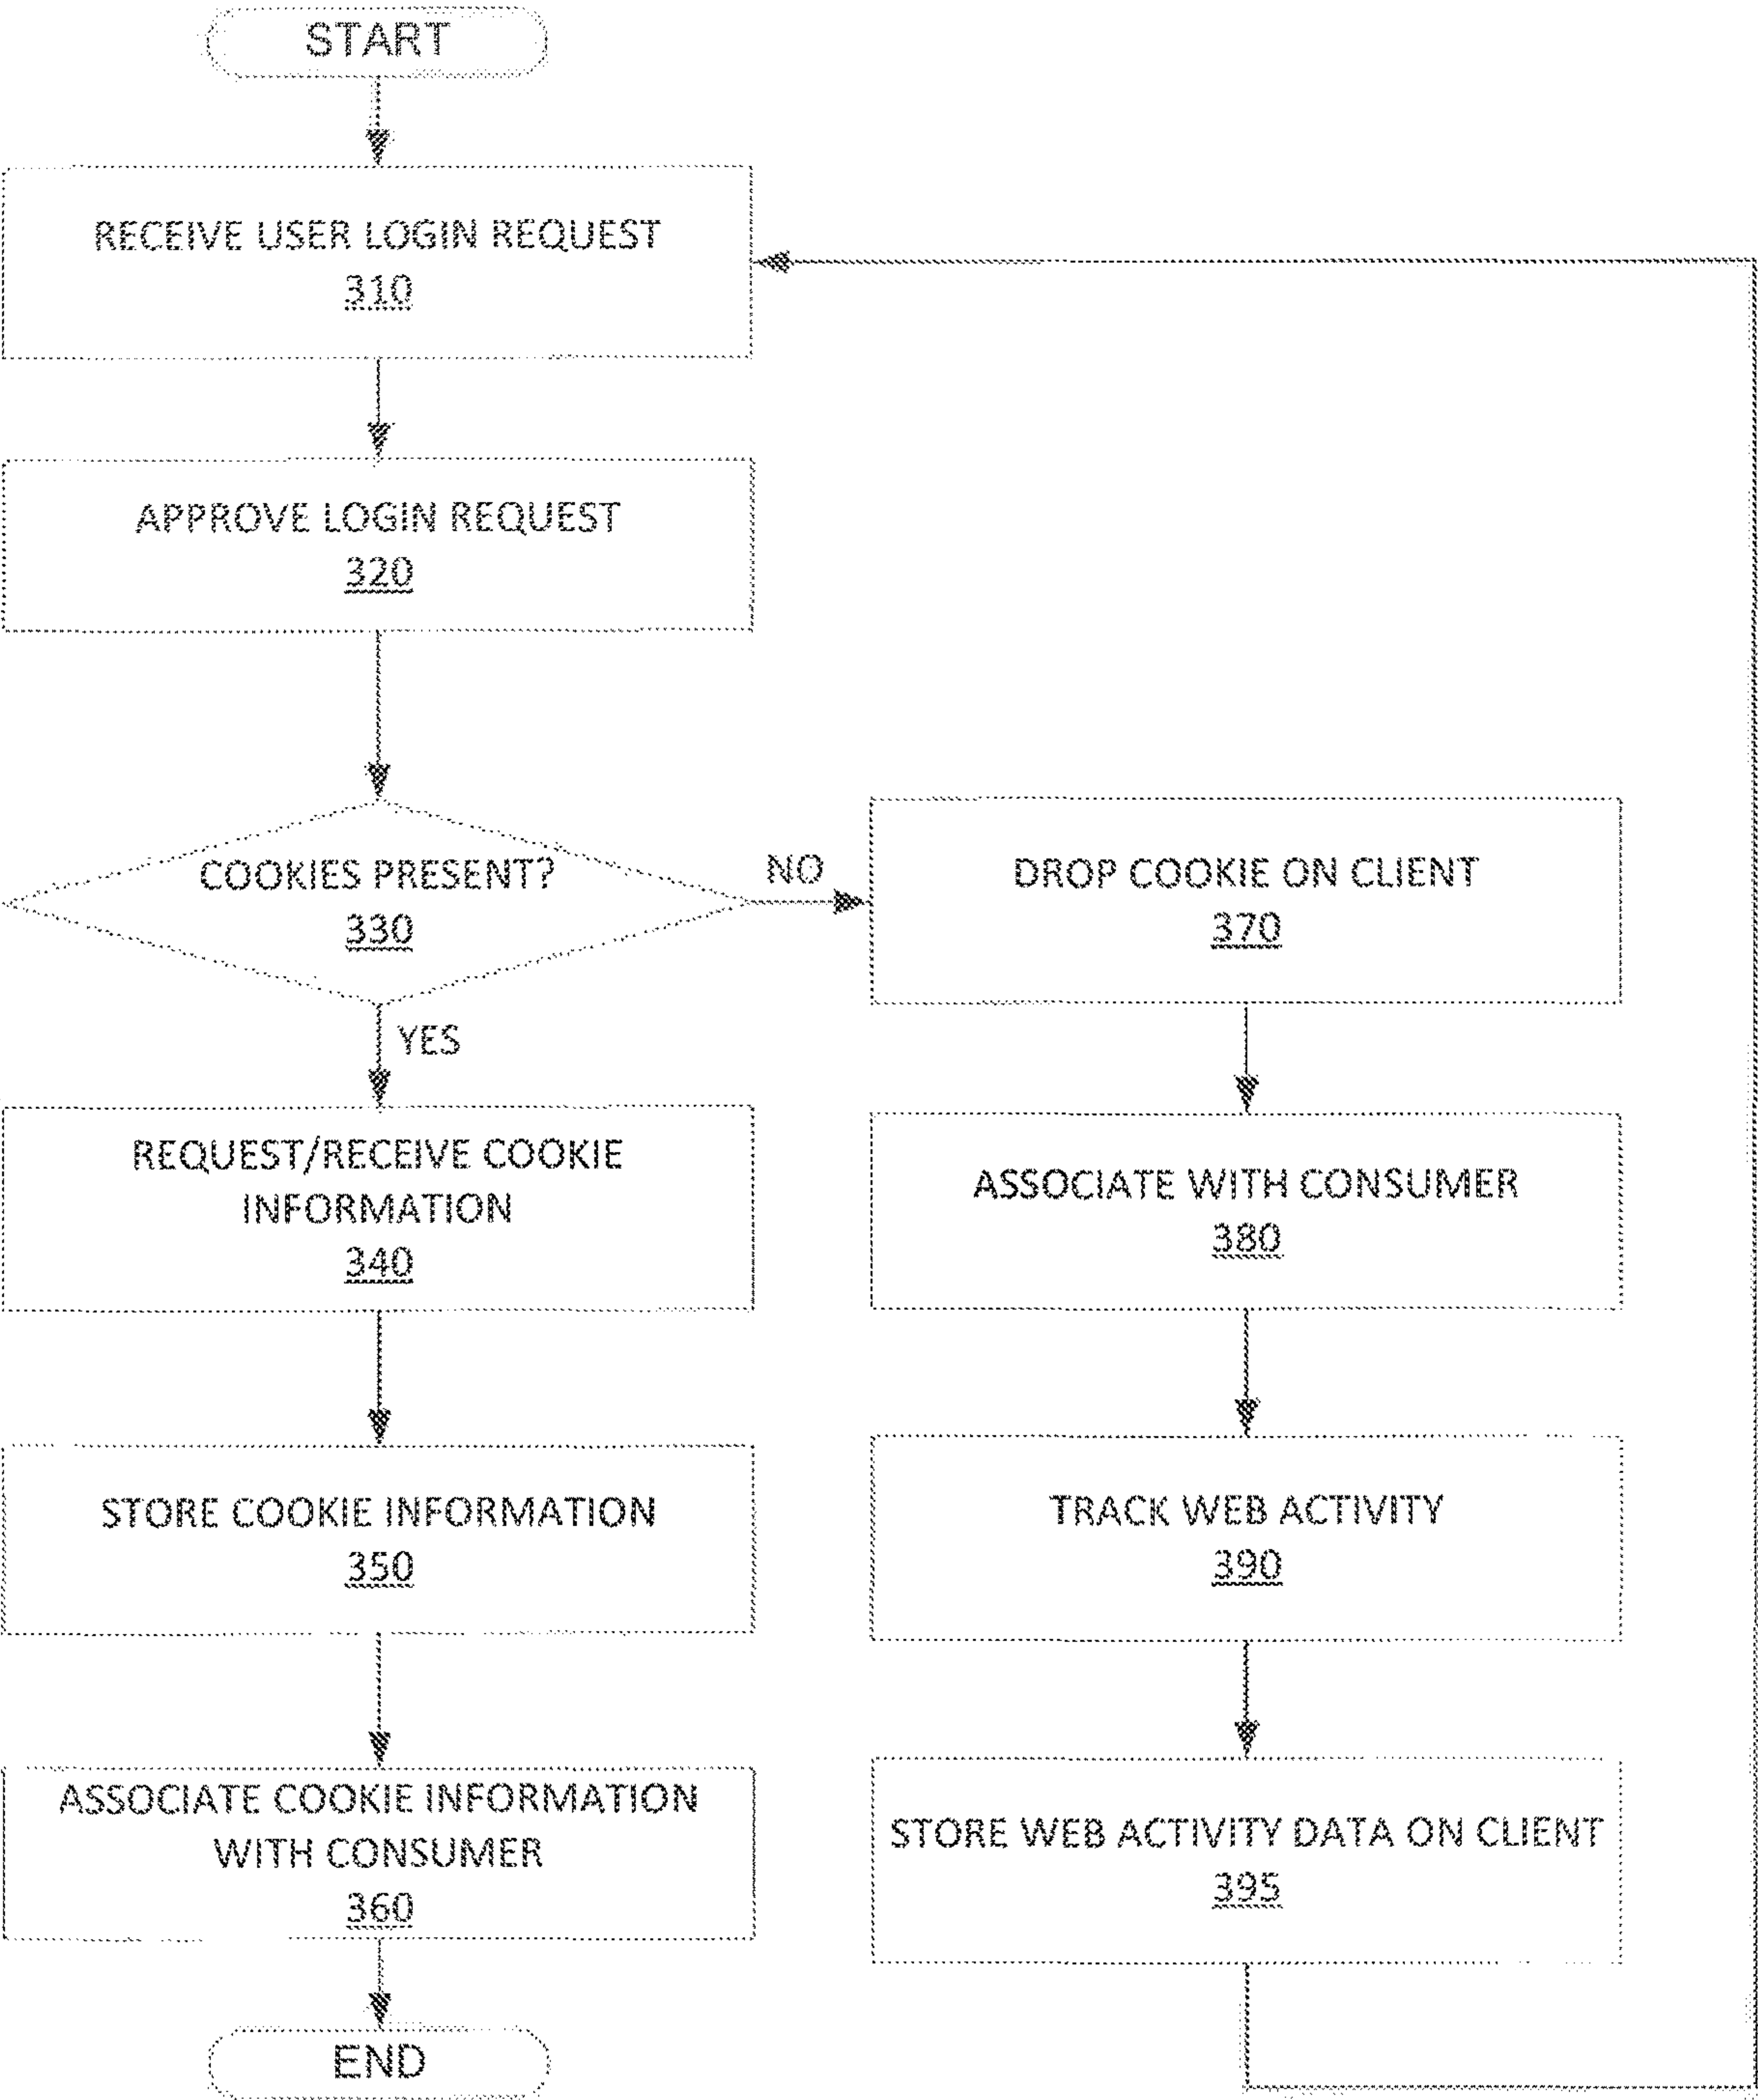 START
RECEIVE USER LOGIN REQUEST
310
APPROVE LOGIN REQUEST
320
COOKIES PRESENT?
330
NO
YES
REQUEST/RECEIVE COOKIE
INFORMATION
340
STORE COOKIE INFORMATION
350
ASSOCIATE COOKIE INFORMATION
WITH CONSUMER
360
END
DROP COOKIE ON CLIENT
370
ASSOCIATE WITH CONSUMER
380
TRACK WEB ACTIVITY
390
STORE WEB ACTIVITY DATA ON CLIENT
395